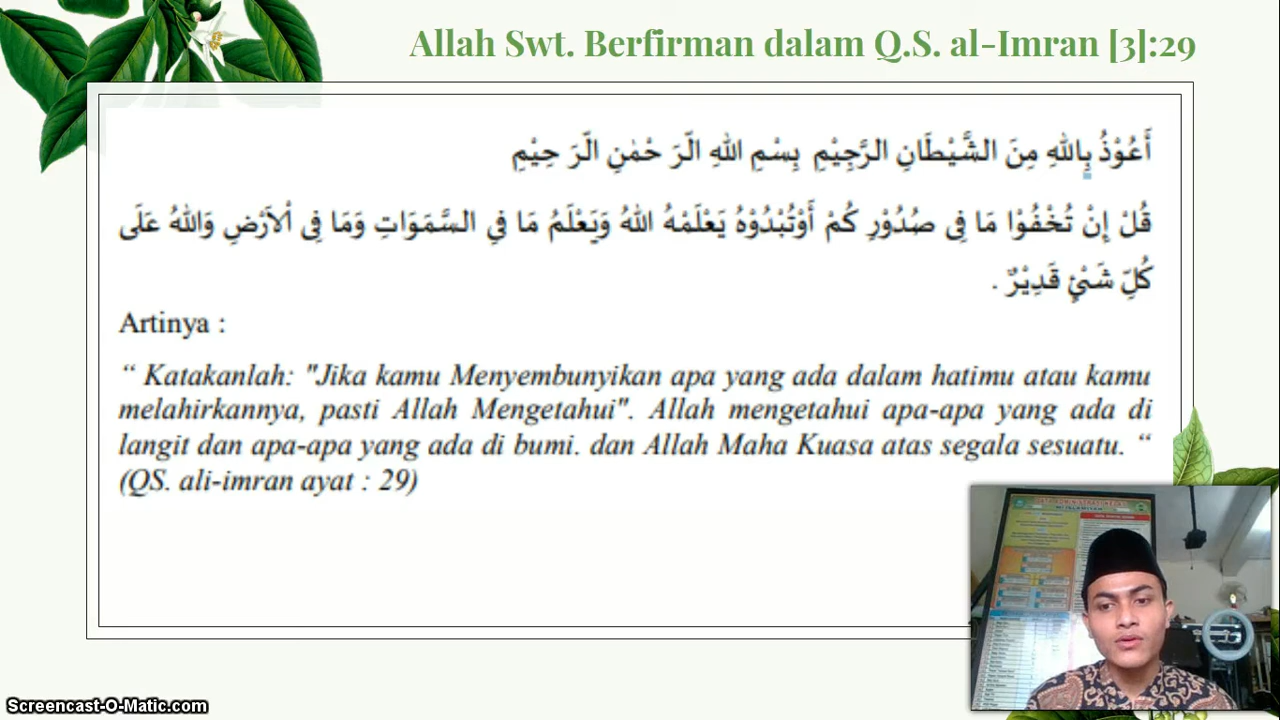 Allah Swt. Berfirman dalam Q.S. al-Imran [3]:29
أَعُوْذُ بِاللهِ مِنَ الشَّيْطَانِ الرَّجِيْمِ بِسْمِ اللهِ الَّرَ حْمٰنِ الَّرَ حِيْمِ
قُلْ إِنْ تُخْفُوْا مَا فِى صُدُوْرِ كُمْ أَوْتُبْدُوْهُ يَعْلَمْهُ اللهُ وَيَعْلَمُ مَا فِي السَّمَوَاتِ وَمَا فِى اْلاَرْضِ وَاللهُ عَلَى
كُلِّ شَىْئٍ قَدِيْرٌ .
Artinya :
“ Katakanlah: "Jika kamu Menyembunyikan apa yang ada dalam hatimu atau kamu
melahirkannya, pasti Allah Mengetahui". Allah mengetahui apa-apa yang ada di
langit dan apa-apa yang ada di bumi. dan Allah Maha Kuasa atas segala sesuatu. “
(QS. ali-imran ayat : 29)
Screencast-O-Matic.com